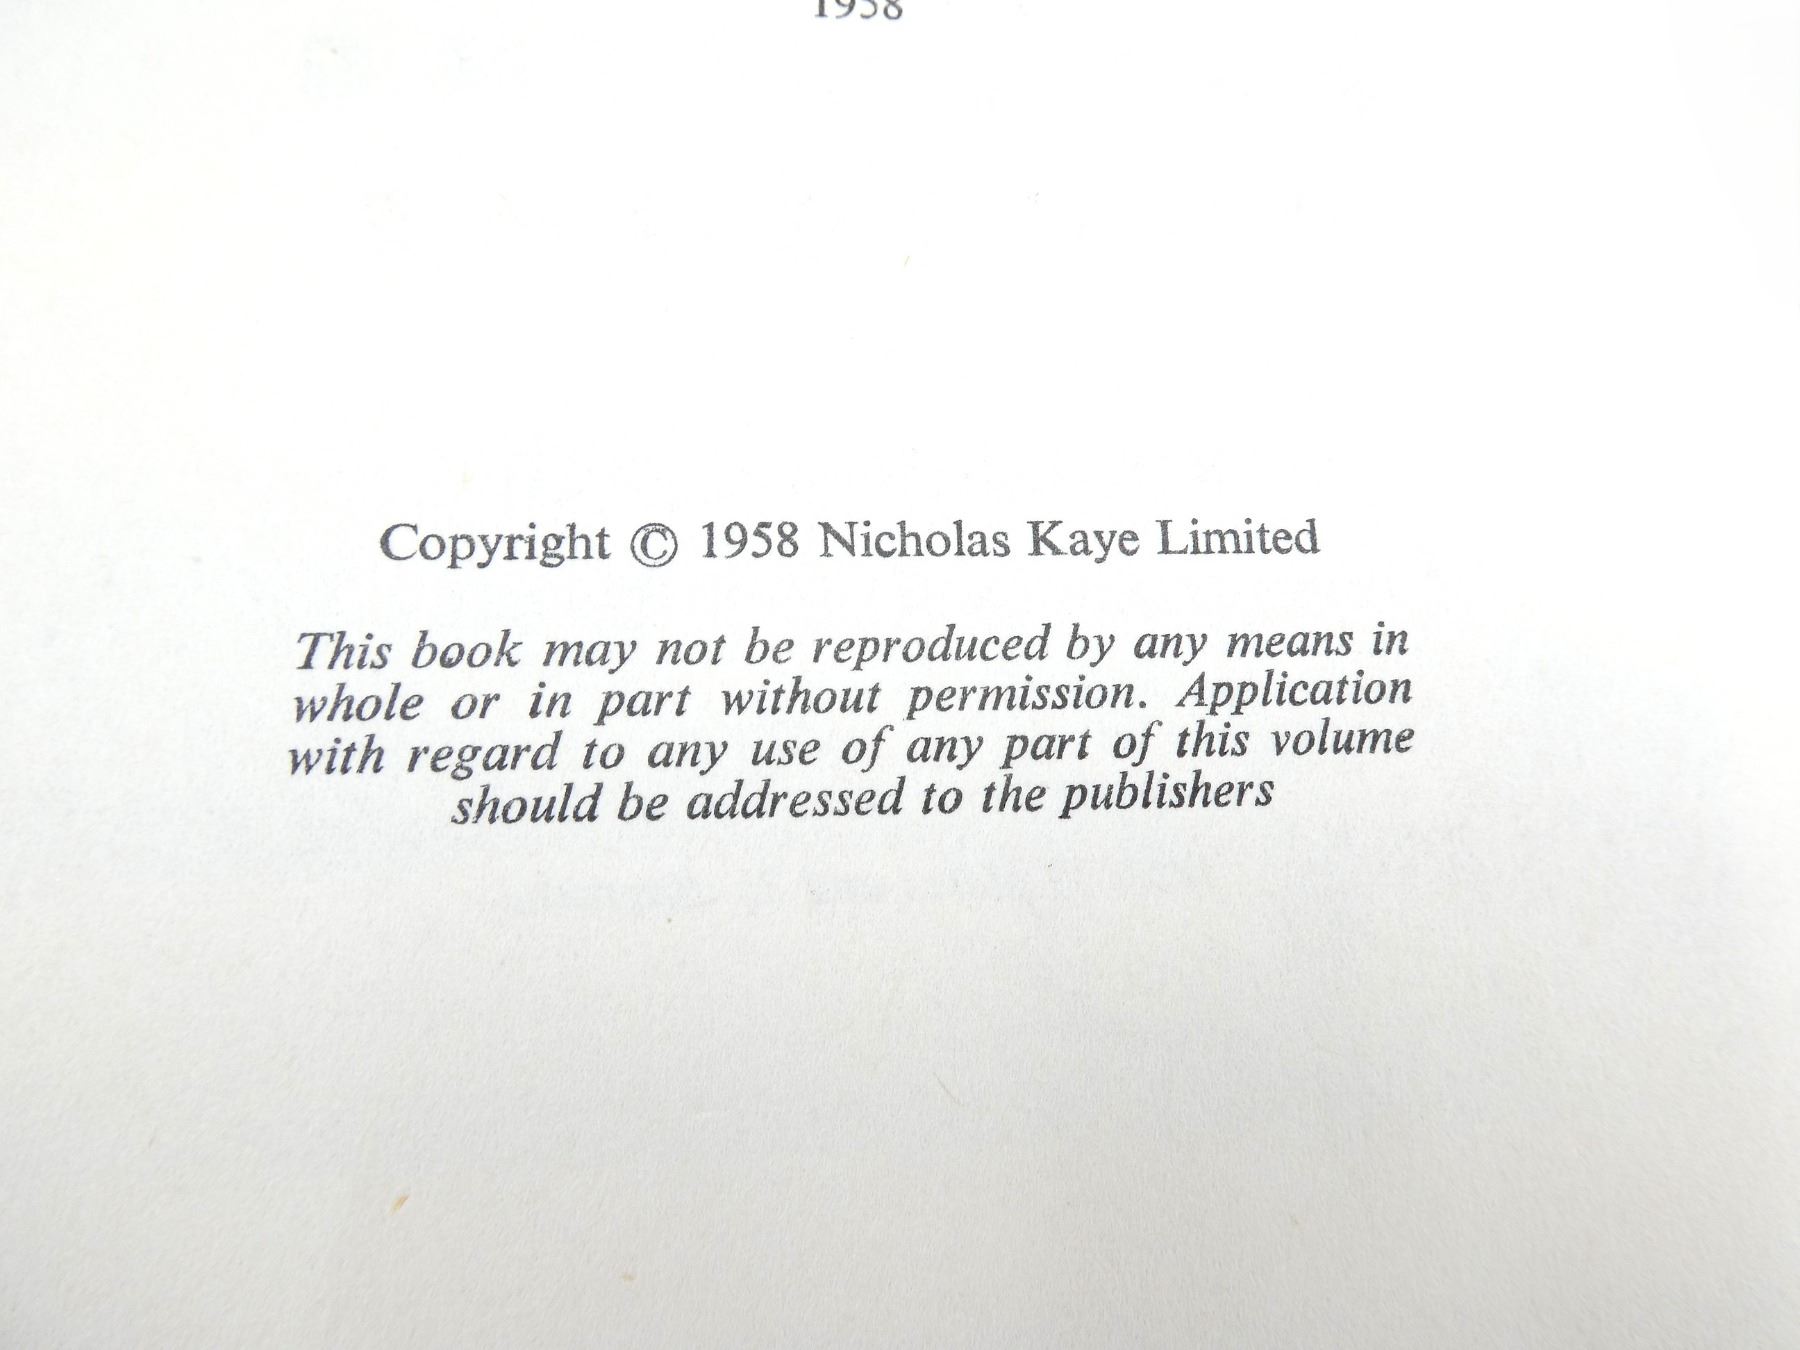 1958
Copyright © 1958 Nicholas Kaye Limited
This book may not be reproduced by any means in
whole or in part without permission. Application
with regard to any use of any part of this volume
should be addressed to the publishers